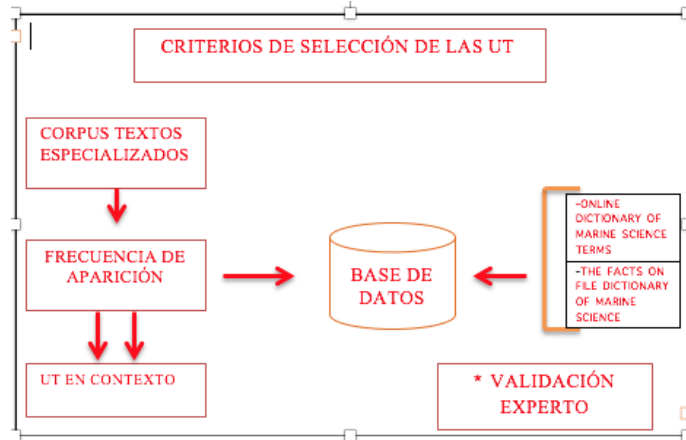 CRITERIOS DE SELECCIÓN DE LAS UT
CORPUS TEXTOS
ESPECIALIZADOS
FRECUENCIA DE
APARICIÓN
UT EN CONTEXTO
BASE DE
DATOS
-ONLINE
DICTIONARY OF
MARINE SCIENCE
TERMS
-THE FACTS ON
FILE DICTIONARY
OF MARINE
SCIENCE
* VALIDACIÓN
EXPERTO